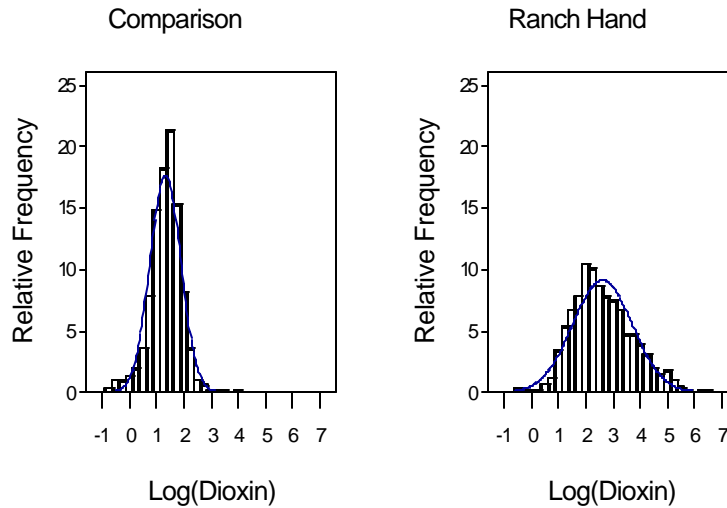 Comparison
Relative Frequency
25
20
15
10
5
0
-1 0 1 2 3 4 5 6 7
Log(Dioxin)
Ranch Hand
Relative Frequency
25
20
15
10
5
0
-1 0 1 2 3 4 5 6 7
Log(Dioxin)